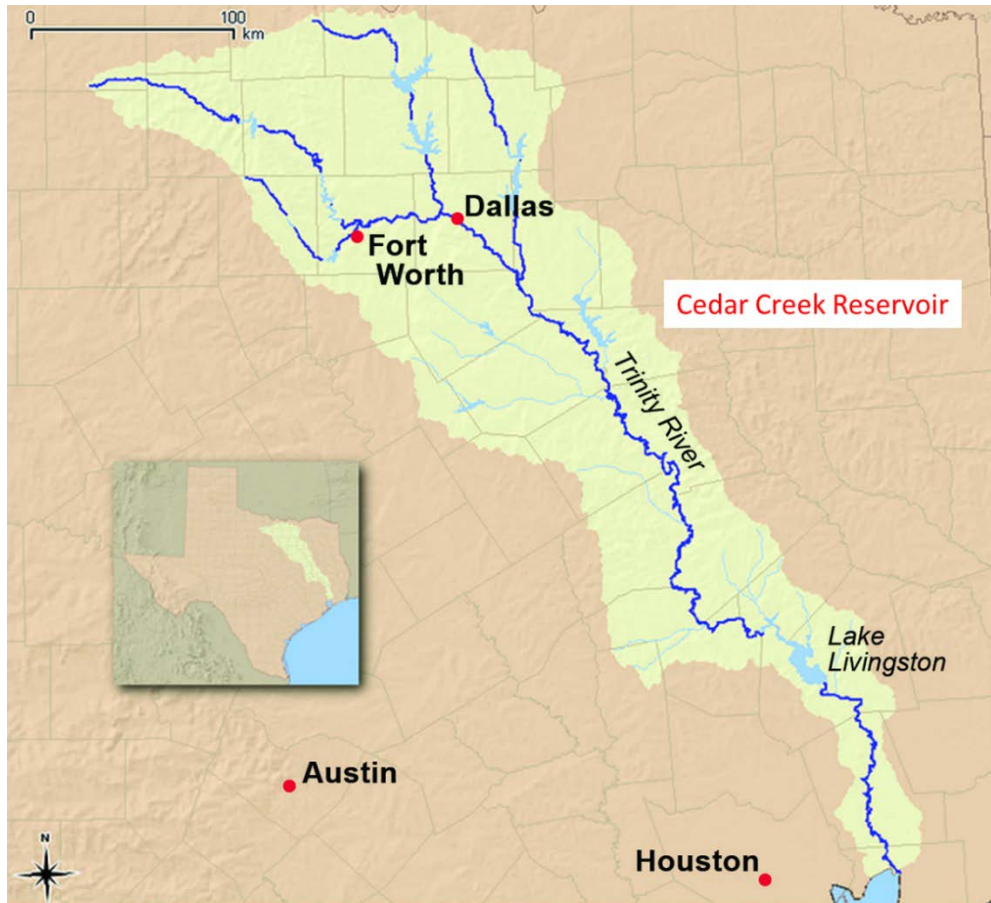 0 100
km
Dallas
Fort
Worth
Cedar Creek Reservoir
Trinity River
Lake
Livingston
Austin
N
Houston